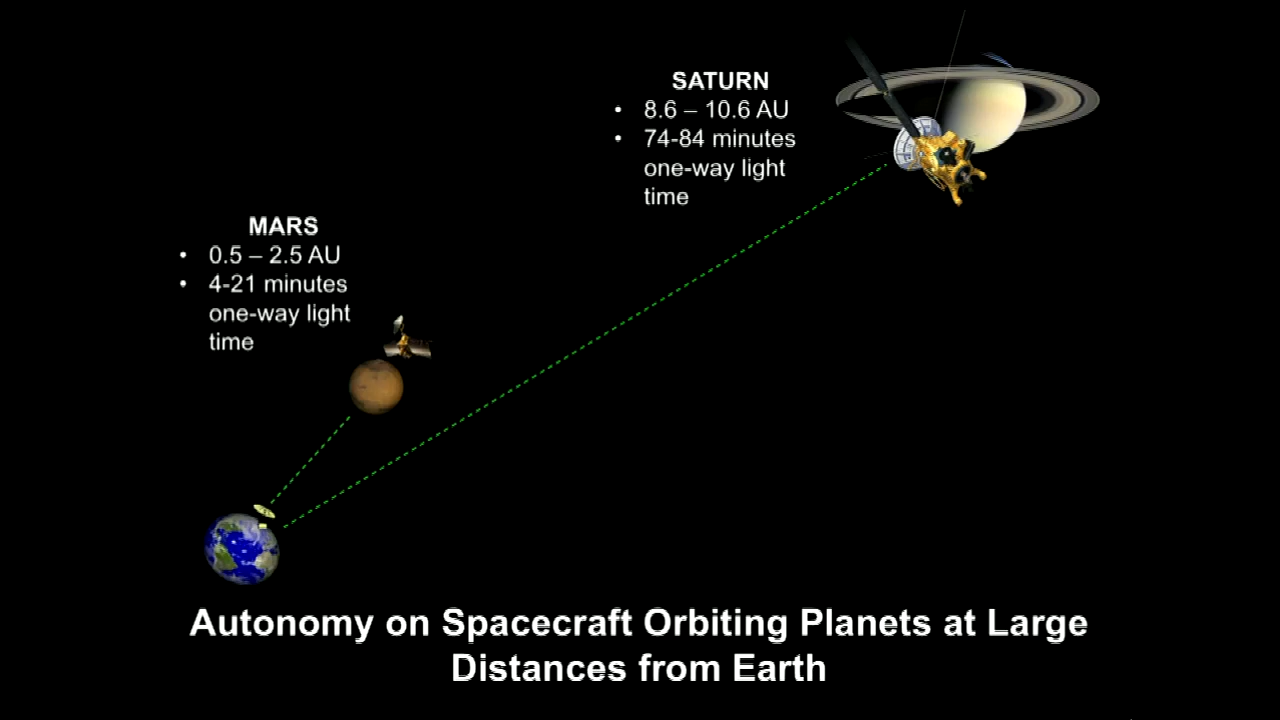 SATURN
• 8.6 – 10.6 AU
• 74-84 minutes
one-way light
time
MARS
• 0.5 – 2.5 AU
• 4-21 minutes
one-way light
time
Autonomy on Spacecraft Orbiting Planets at Large
Distances from Earth